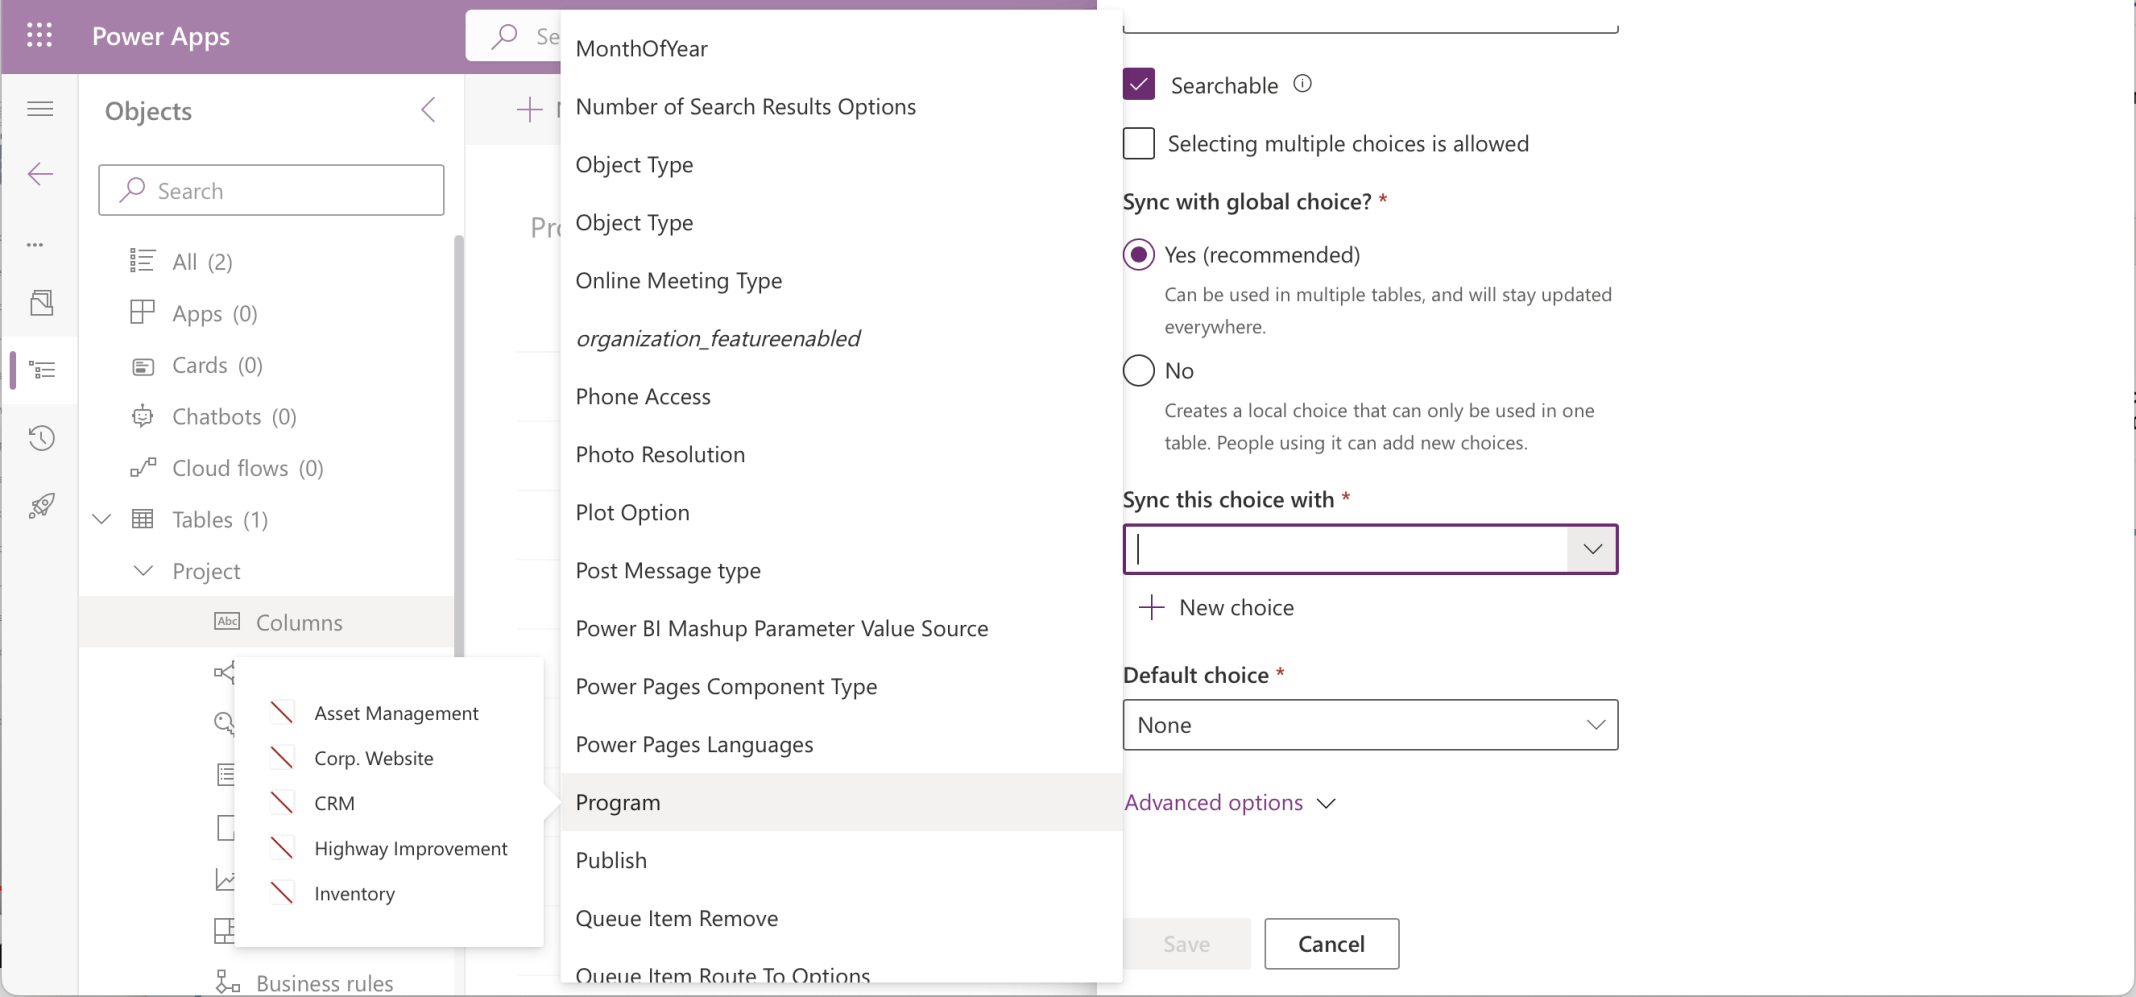 Power Apps
Se
Objects
Search
All (2)
Apps (0)
Cards (0)
Chatbots (0)
Cloud flows (0)
Tables (1)
Project
Abc Columns
Business rules
Asset Management
Corp. Website
CRM
Highway Improvement
Inventory
MonthOfYear
Number of Search Results Options
Object Type
Object Type
Online Meeting Type
organization_featureenabled
Phone Access
Photo Resolution
Plot Option
Post Message type
Power BI Mashup Parameter Value Source
Power Pages Component Type
Power Pages Languages
Program
Publish
Queue Item Remove
Queue Item Route To Options
Searchable
Selecting multiple choices is allowed
Sync with global choice? *
Yes (recommended)
Can be used in multiple tables, and will stay updated
everywhere.
No
Creates a local choice that can only be used in one
table. People using it can add new choices.
Sync this choice with *
New choice
Default choice *
None
Advanced options
Save
Cancel